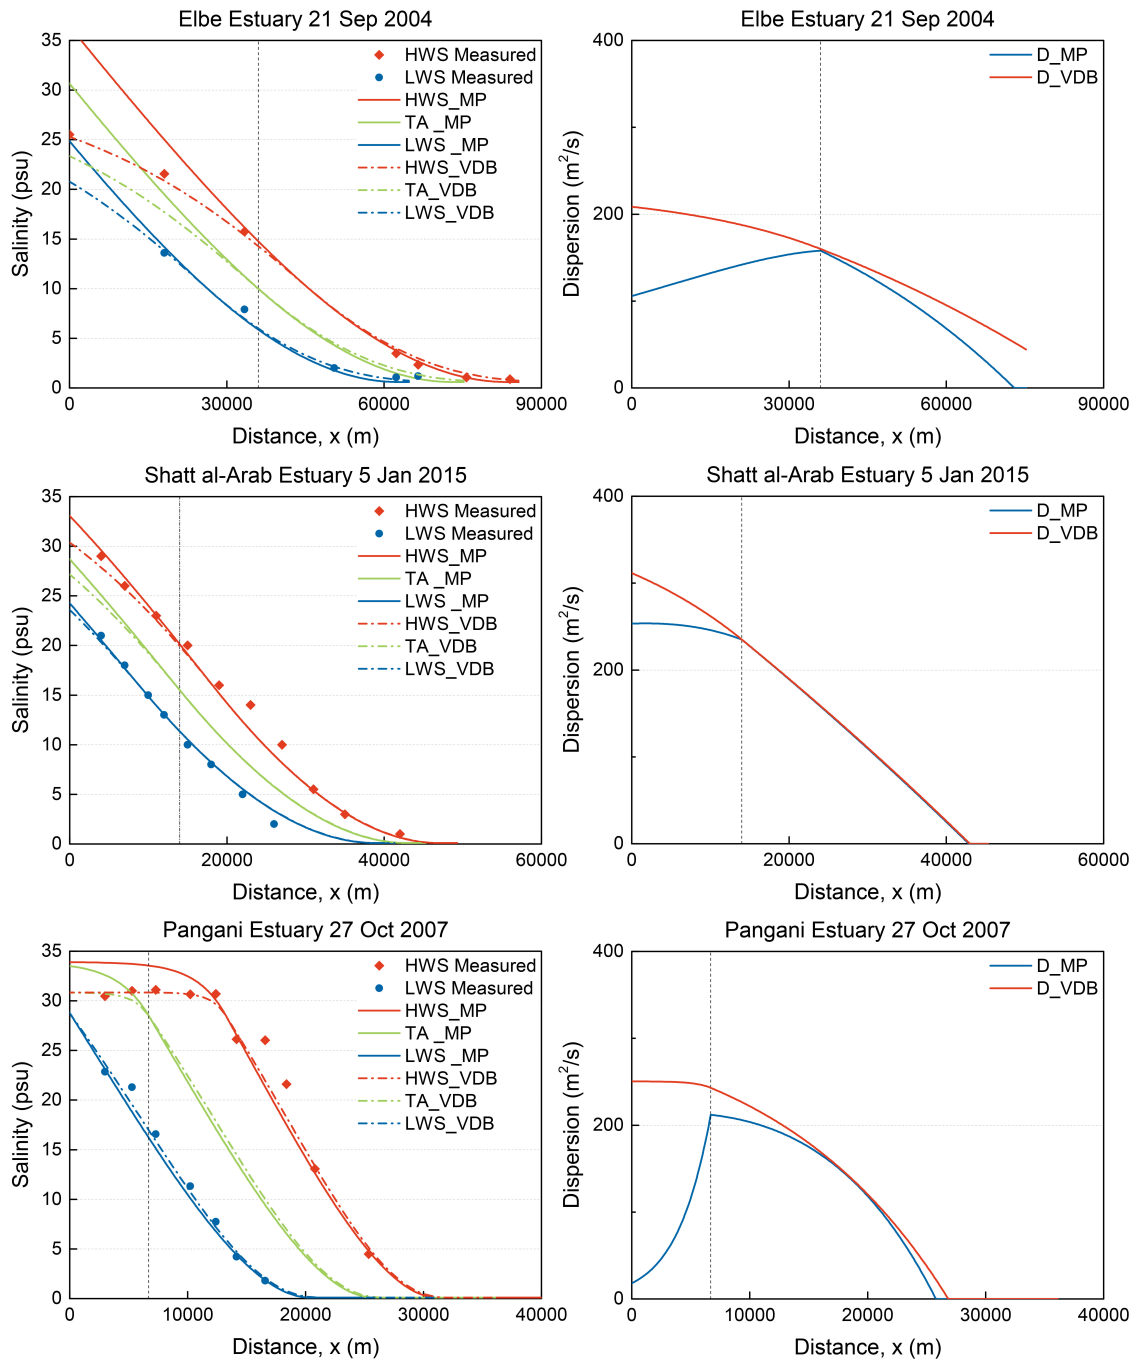 Elbe Estuary 21 Sep 2004
35
30
25
20
15
10
5
0
0
30000
60000
90000
Salinity (psu)
Distance, x (m)
HWS Measured
LWS Measured
HWS_MP
TA _MP
LWS _MP
HWS_VDB
TA_VDB
LWS_VDB
Elbe Estuary 21 Sep 2004
400
200
0
0
30000
60000
90000
Dispersion (m²/s)
Distance, x (m)
D_MP
D_VDB
Shatt al-Arab Estuary 5 Jan 2015
35
30
25
20
15
10
5
0
0
20000
40000
60000
Salinity (psu)
Distance, x (m)
HWS Measured
LWS Measured
HWS_MP
TA _MP
LWS _MP
HWS_VDB
TA_VDB
LWS_VDB
Shatt al-Arab Estuary 5 Jan 2015
400
200
0
0
20000
40000
60000
Dispersion (m²/s)
Distance, x (m)
D_MP
D_VDB
Pangani Estuary 27 Oct 2007
35
30
25
20
15
10
5
0
0
10000
20000
30000
40000
Salinity (psu)
Distance, x (m)
HWS Measured
LWS Measured
HWS_MP
TA _MP
LWS _MP
HWS_VDB
TA_VDB
LWS_VDB
Pangani Estuary 27 Oct 2007
400
200
0
0
10000
20000
30000
40000
Dispersion (m²/s)
Distance, x (m)
D_MP
D_VDB